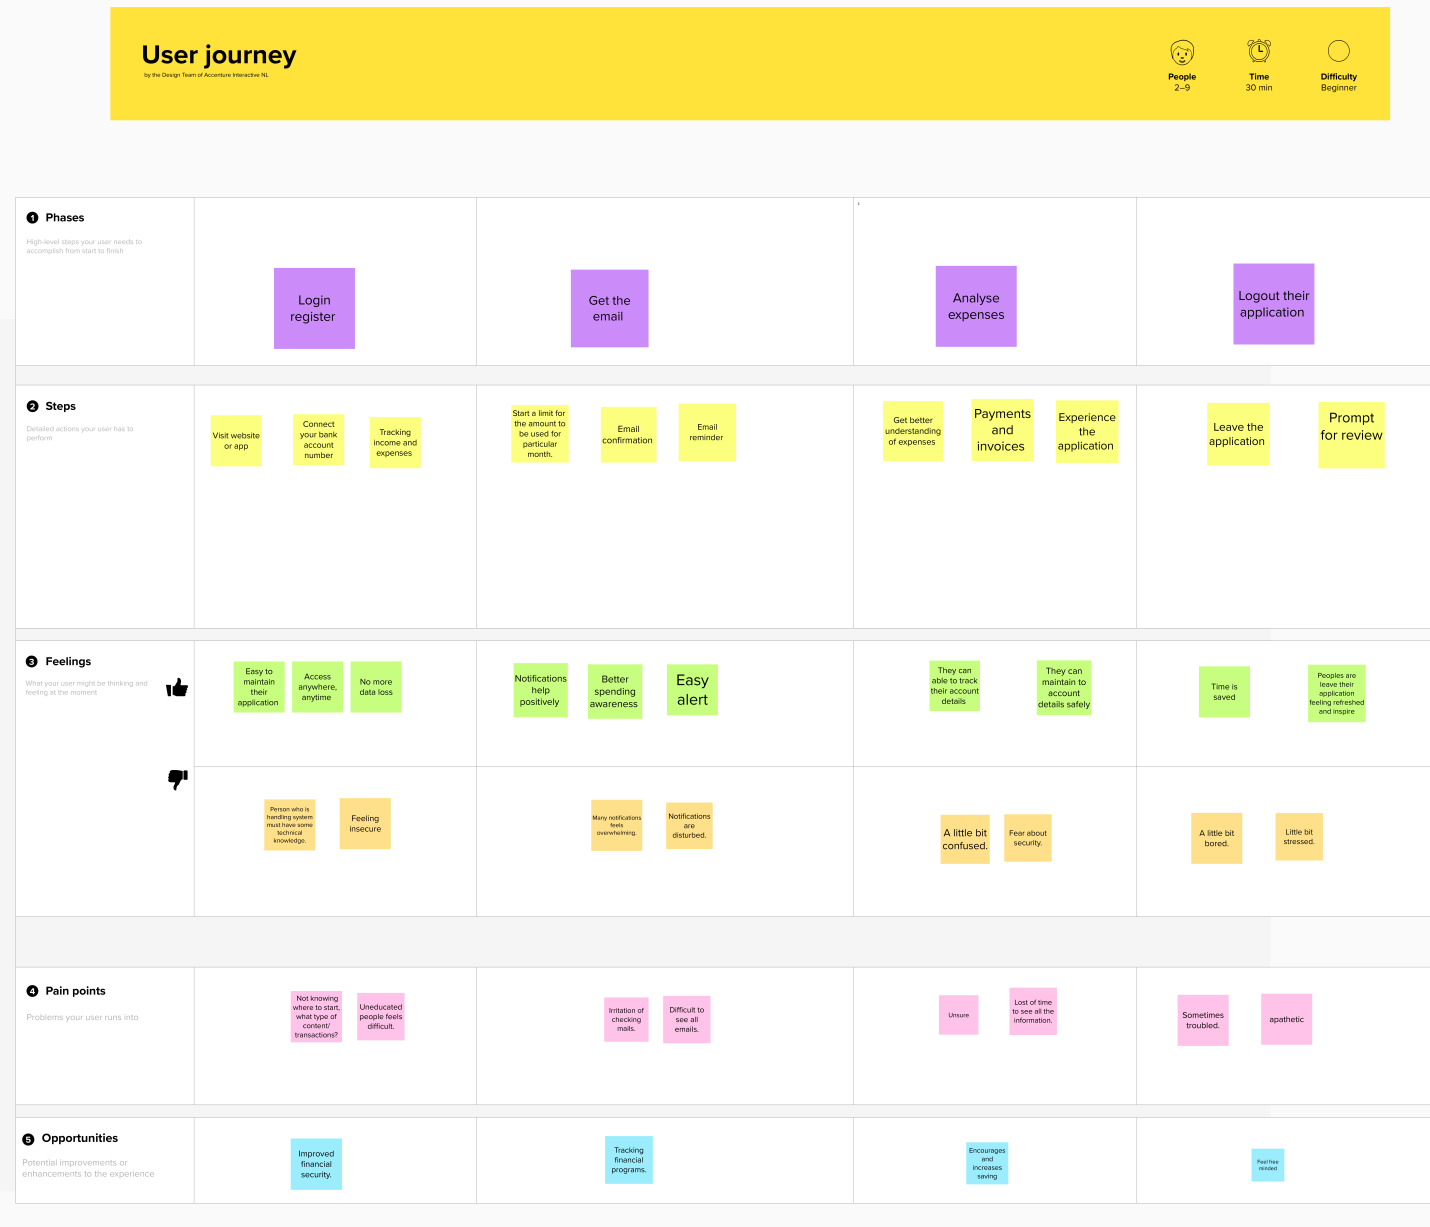 User journey
by the Design Team of Accenture Interactive NL
People
2–9
Time
30 min
Difficulty
Beginner
1 Phases
High-level steps your user needs to
accomplish from start to finish
Login
register
Get the
email
Analyse
expenses
Logout their
application
2 Steps
Detailed actions your user has to
perform
Visit website
or app
Connect
your bank
account
number
Tracking
income and
expenses
Start a limit for
the amount to
be used for
particular
month.
Email
confirmation
Email
reminder
Get better
understanding
of expenses
Payments
and
invoices
Experience
the
application
Leave the
application
Prompt
for review
3 Feelings
What your user might be thinking and
feeling at the moment
Easy to
maintain
their
application
Access
anywhere,
anytime
No more
data loss
Notifications
help
positively
Better
spending
awareness
Easy
alert
They can
able to track
their account
details
They can
maintain to
account
details safely
Time is
saved
Peoples are
leave their
application
feeling refreshed
and inspire
Person who is
handling system
must have some
technical
knowledge.
Feeling
insecure
Many notifications
feels
overwhelming.
Notifications
are
disturbed.
A little bit
confused.
Fear about
security.
A little bit
bored.
Little bit
stressed.
4 Pain points
Problems your user runs into
Not knowing
where to start,
what type of
content/
transactions?
Uneducated
people feels
difficult.
Irritation of
checking
mails.
Difficult to
see all
emails.
Unsure
Lost of time
to see all the
information.
Sometimes
troubled.
apathetic
5 Opportunities
Potential improvements or
enhancements to the experience
Improved
financial
security.
Tracking
financial
programs.
Encourages
and
increases
saving
Feel free
minded